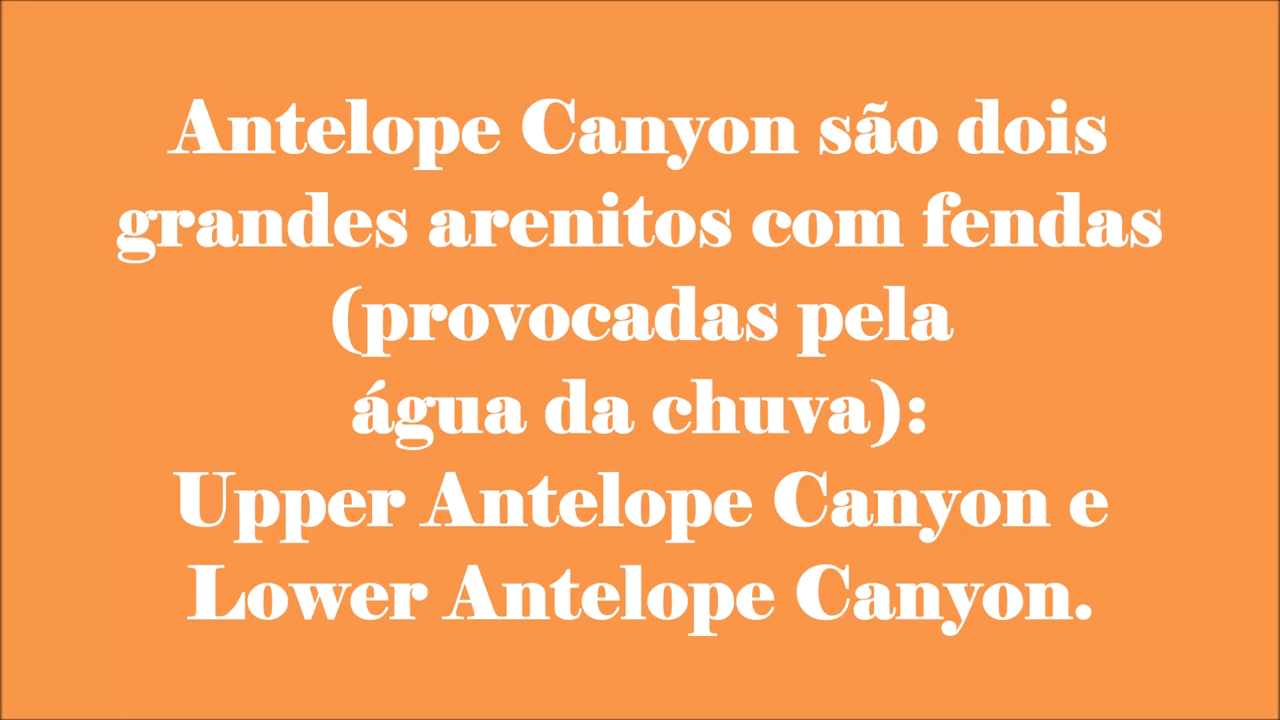 Antelope Canyon são dois
grandes arenitos com fendas
(provocadas pela
água da chuva):
Upper Antelope Canyon e
Lower Antelope Canyon.